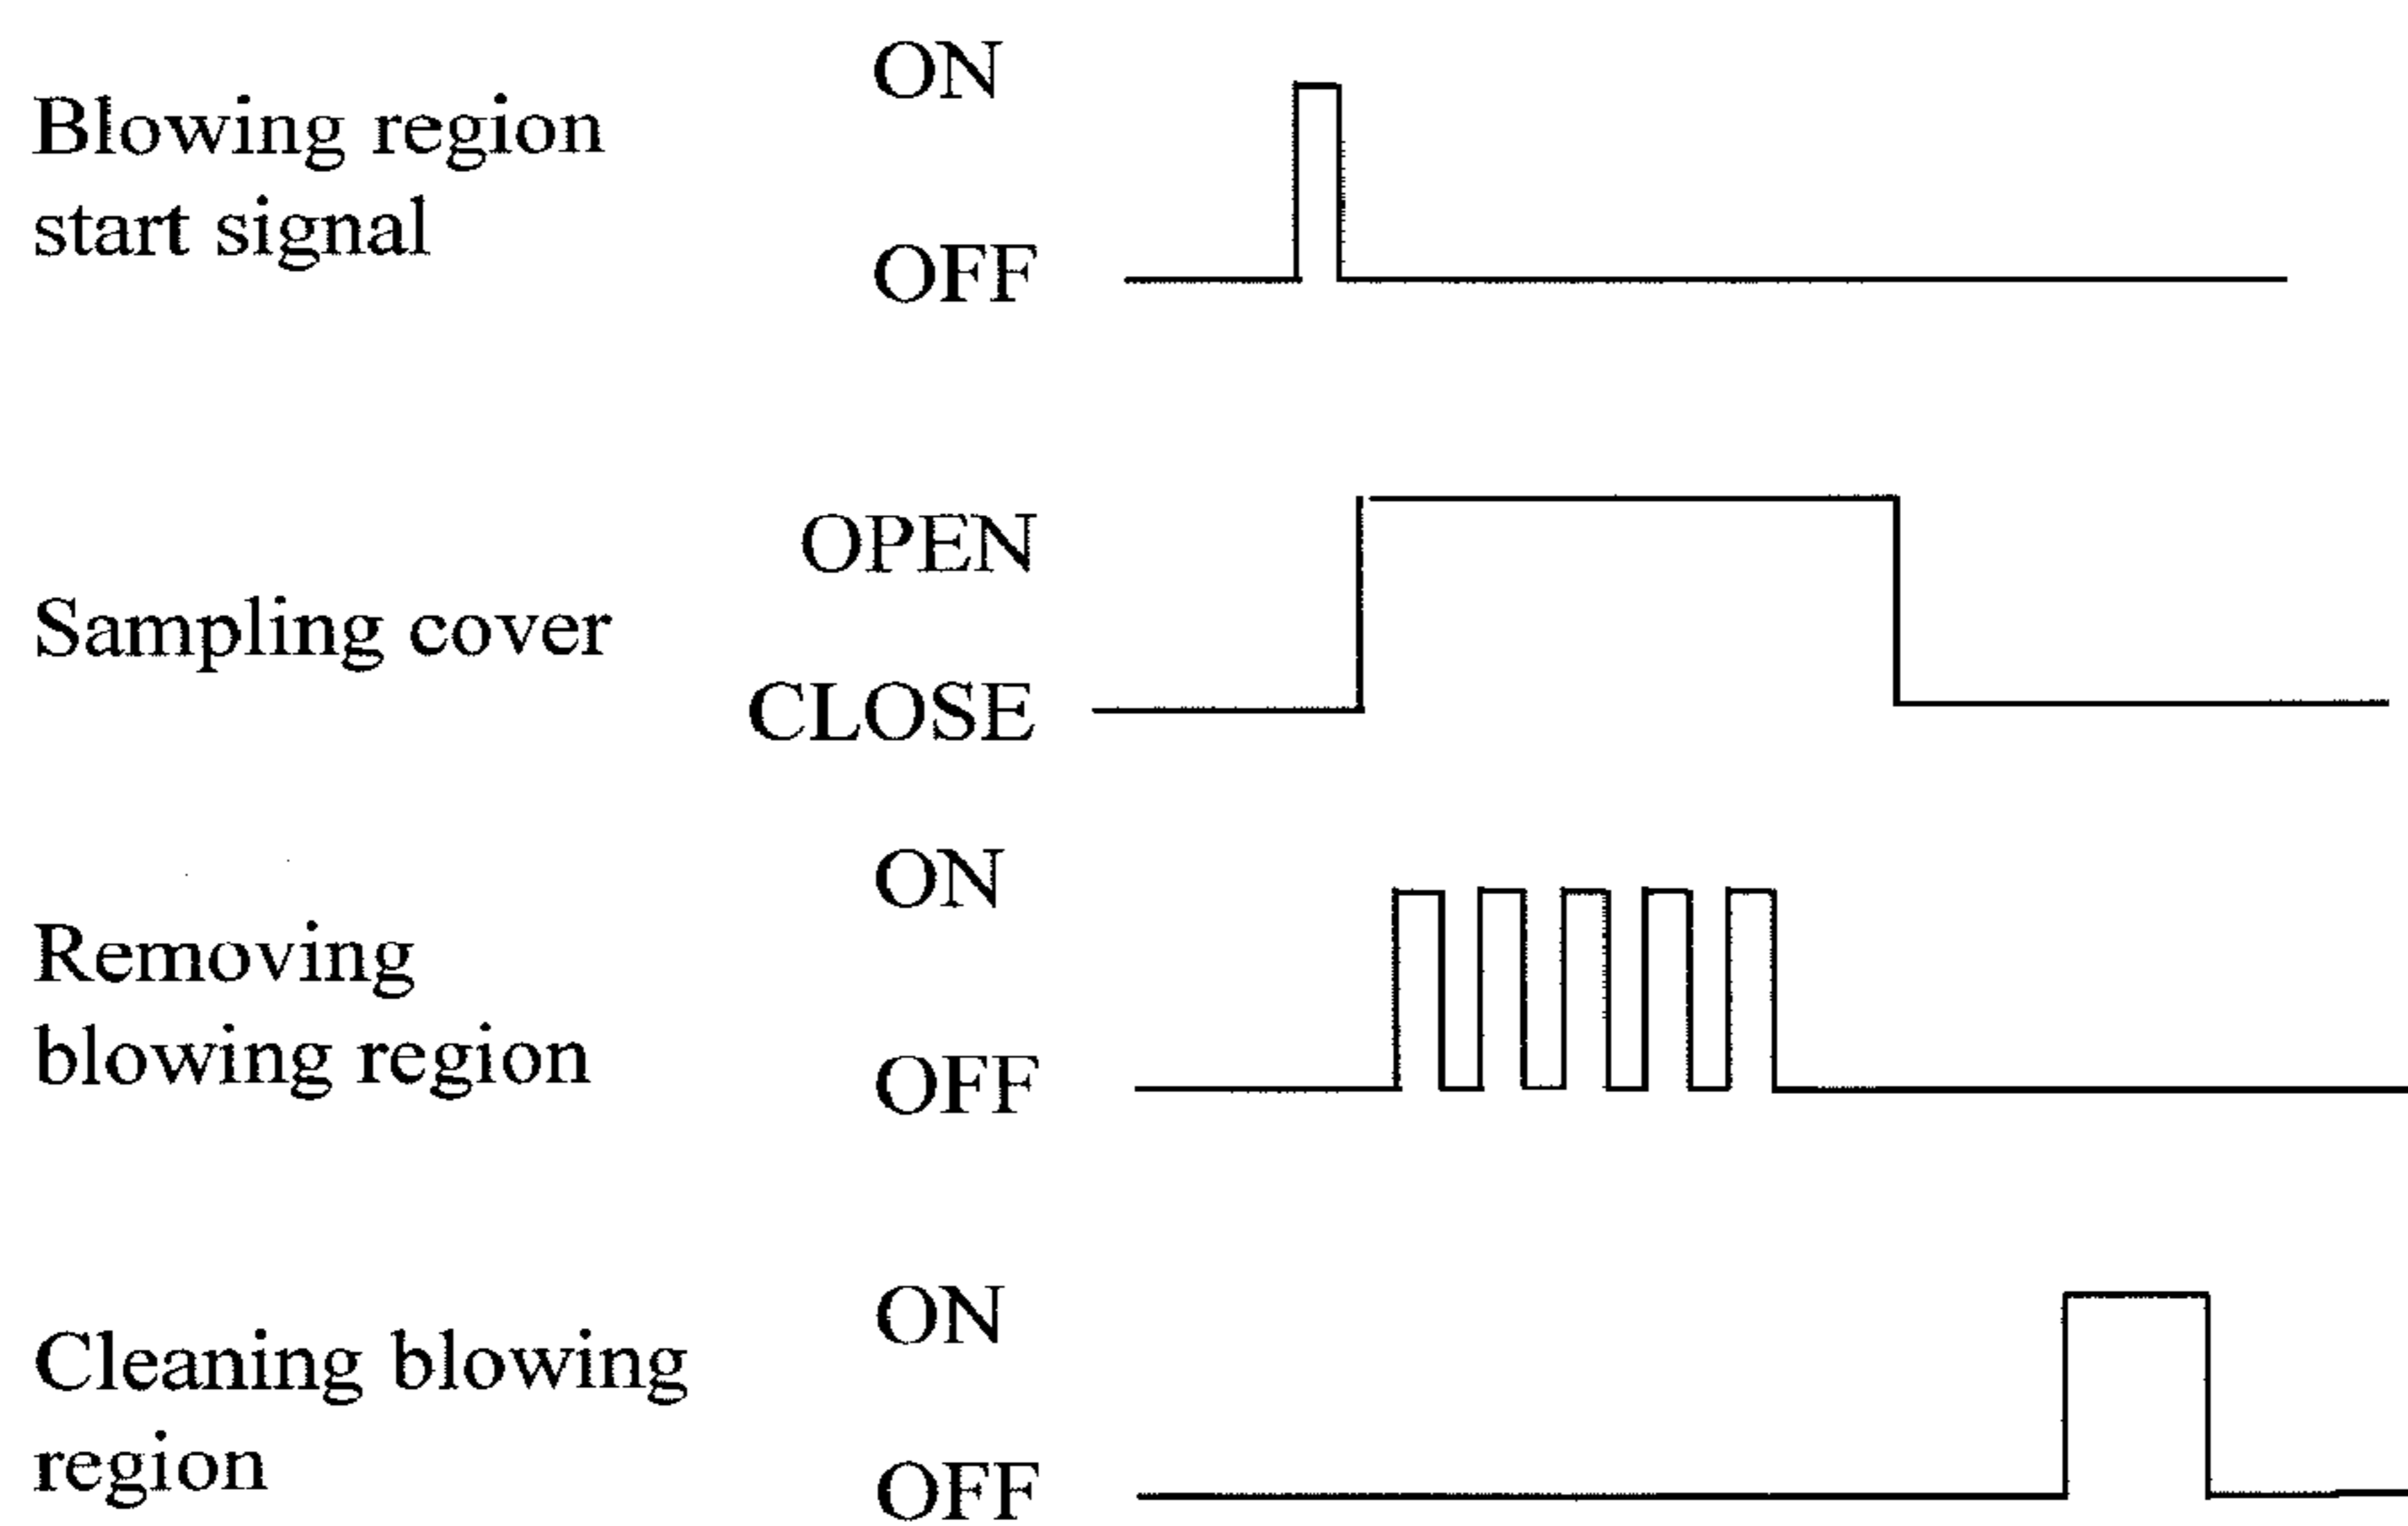 ON
Blowing region
start signal
OFF
OPEN
Sampling cover
CLOSE
ON
Removing
blowing region
OFF
ON
Cleaning blowing
region
OFF